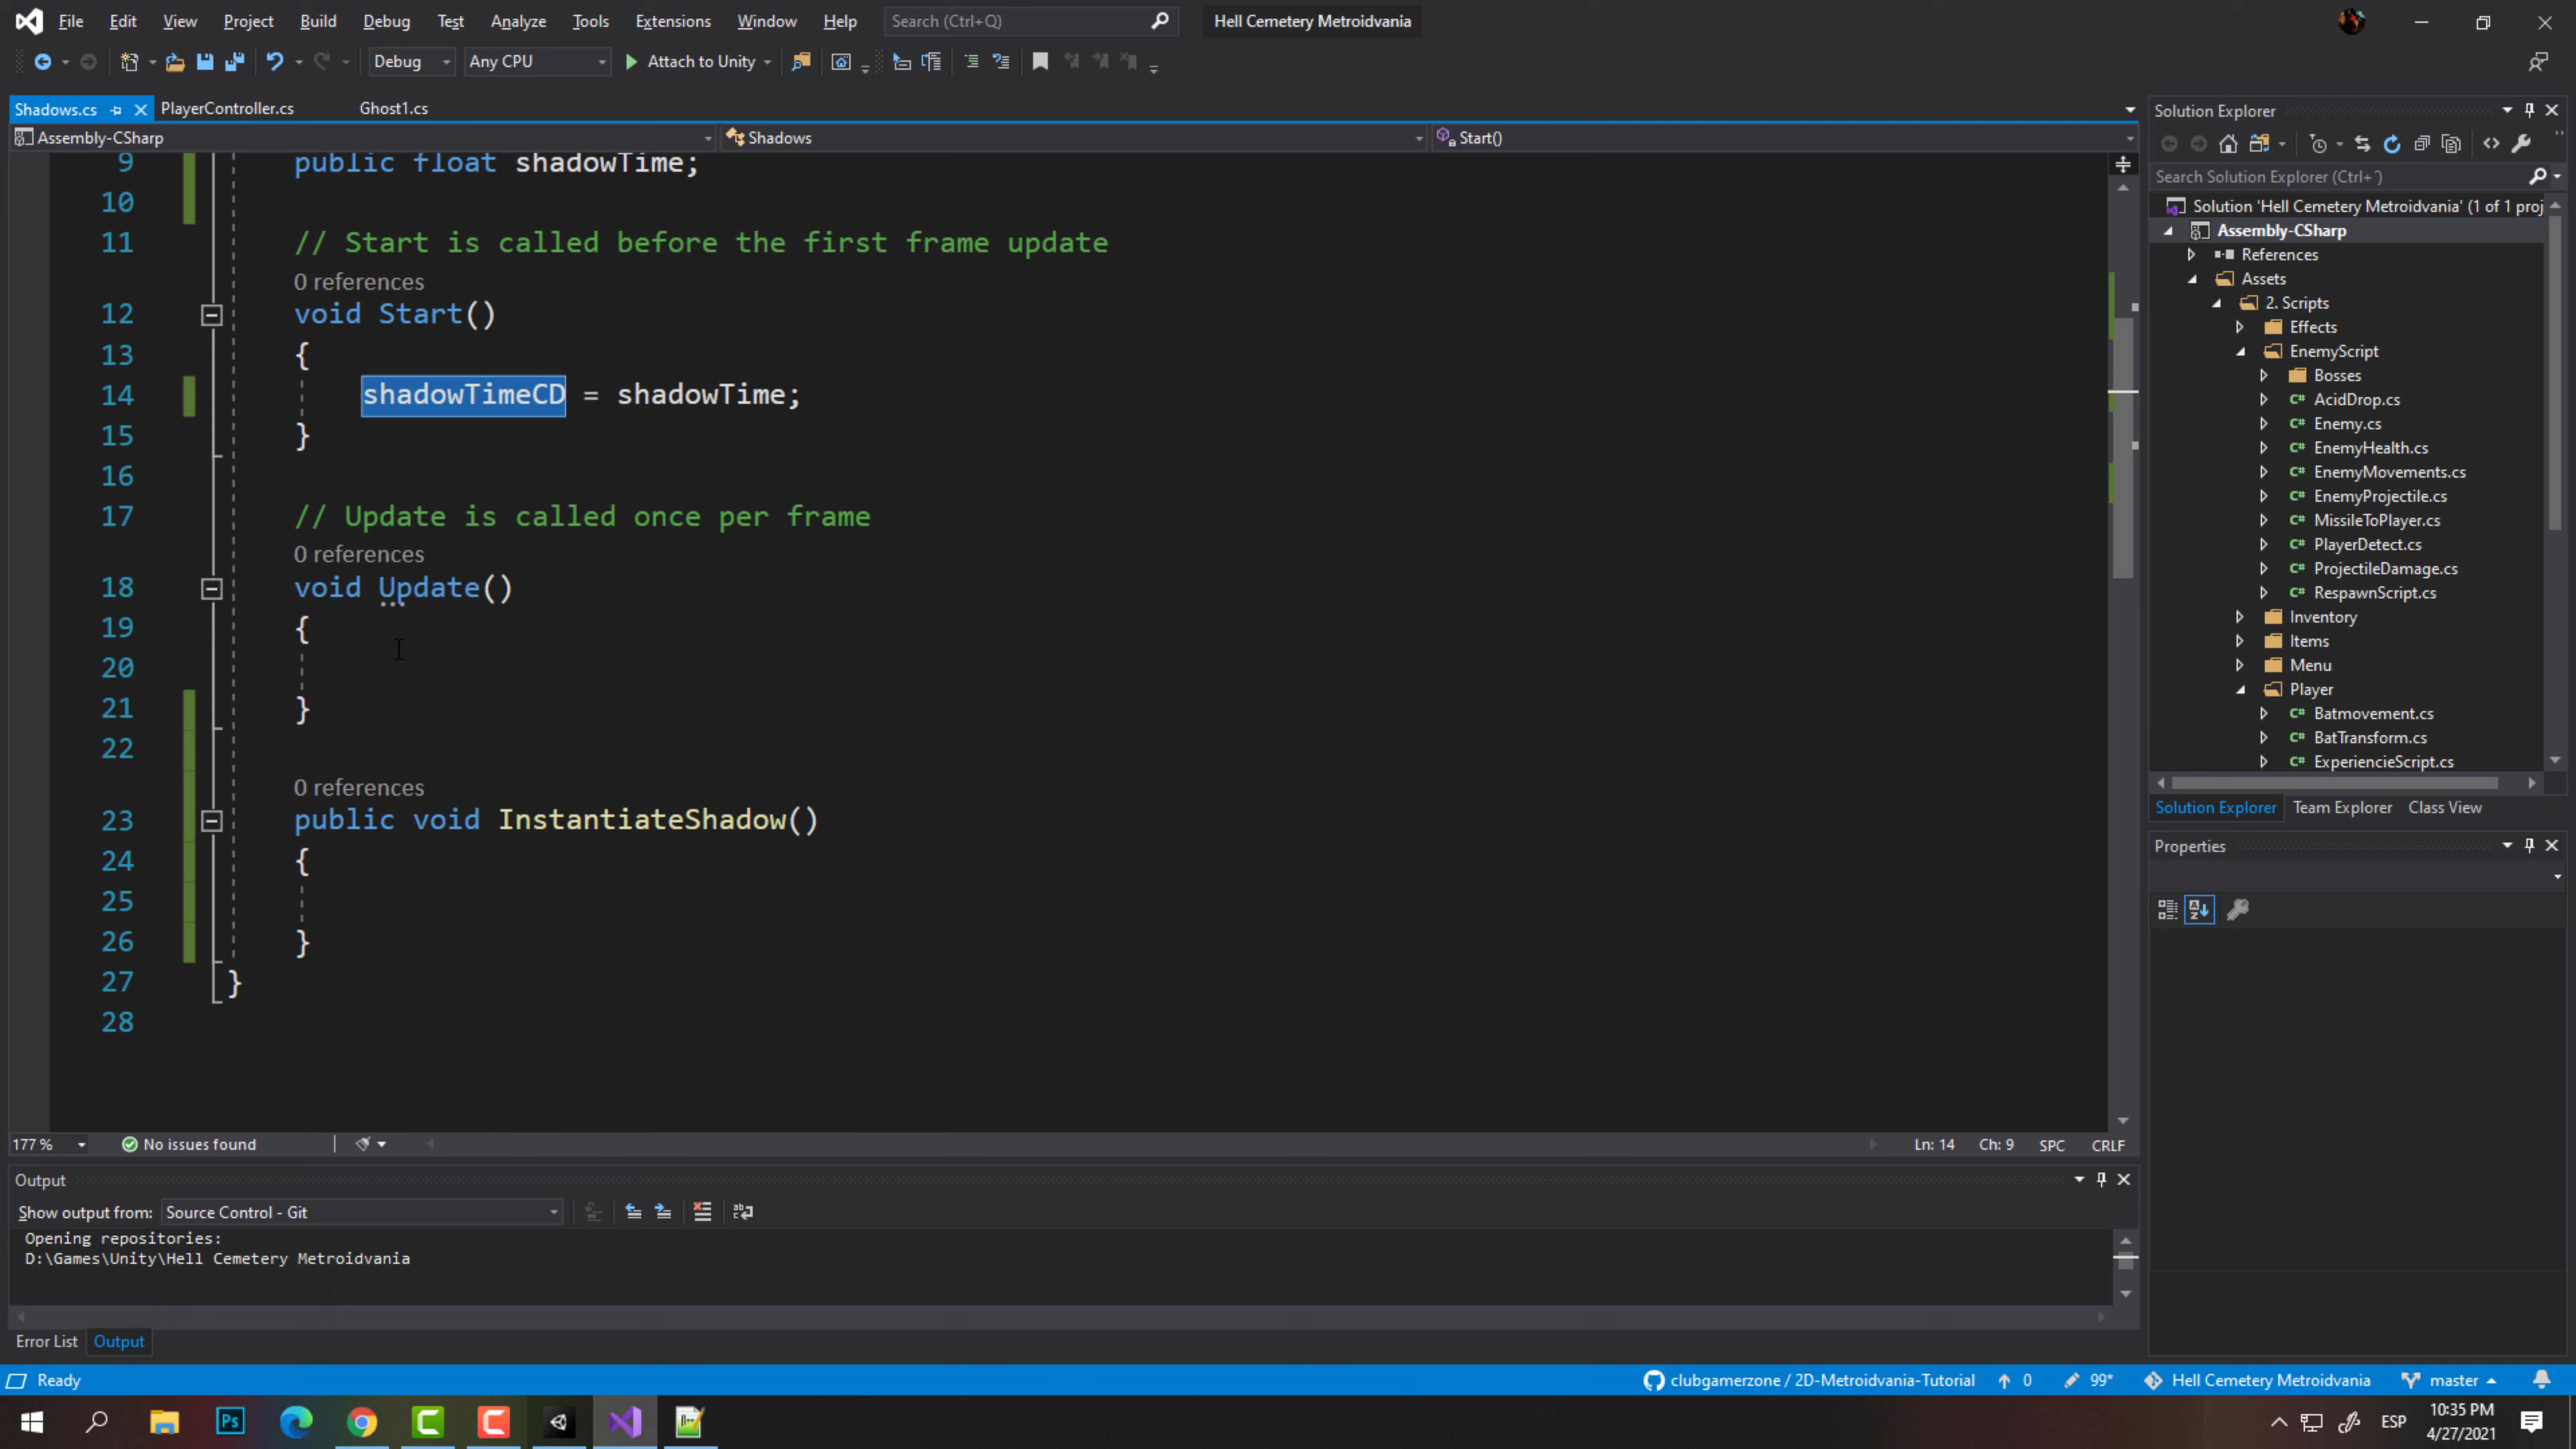 File Edit View Project Build Debug Test Analyze Tools Extensions Window Help Search (Ctrl+Q) Hell Cemetery Metroidvania
Debug Any CPU Attach to Unity
Shadows.cs PlayerController.cs Ghost1.cs
Assembly-CSharp Shadows Start()
9 public float shadowTime;
10
11 // Start is called before the first frame update
0 references
12 void Start()
13 {
14 shadowTimeCD = shadowTime;
15 }
16
17 // Update is called once per frame
0 references
18 void Update()
19 {
20
21 }
22
0 references
23 public void InstantiateShadow()
24 {
25
26 }
27 }
28
177 % No issues found Ln: 14 Ch: 9 SPC CRLF
Output
Show output from: Source Control - Git
Opening repositories:
D:\Games\Unity\Hell Cemetery Metroidvania
Error List Output
Solution Explorer
Search Solution Explorer (Ctrl+¨)
Solution 'Hell Cemetery Metroidvania' (1 of 1 proj
Assembly-CSharp
References
Assets
2. Scripts
Effects
EnemyScript
Bosses
C# AcidDrop.cs
C# Enemy.cs
C# EnemyHealth.cs
C# EnemyMovements.cs
C# EnemyProjectile.cs
C# MissileToPlayer.cs
C# PlayerDetect.cs
C# ProjectileDamage.cs
C# RespawnScript.cs
Inventory
Items
Menu
Player
C# Batmovement.cs
C# BatTransform.cs
C# ExperiencieScript.cs
Solution Explorer Team Explorer Class View
Properties
Ready clubgamerzone / 2D-Metroidvania-Tutorial 0 99* Hell Cemetery Metroidvania master
Ps ESP 10:35 PM
4/27/2021